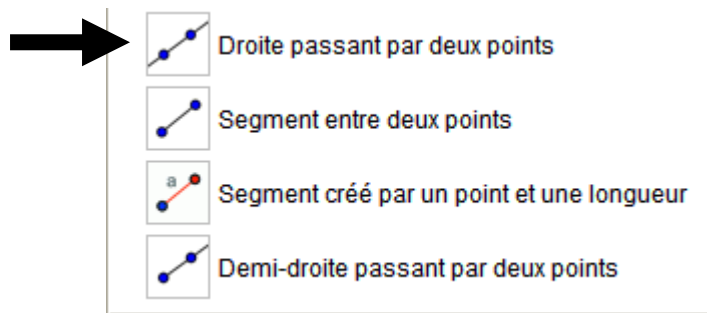 Droite passant par deux points
Segment entre deux points
a
Segment créé par un point et une longueur
Demi-droite passant par deux points